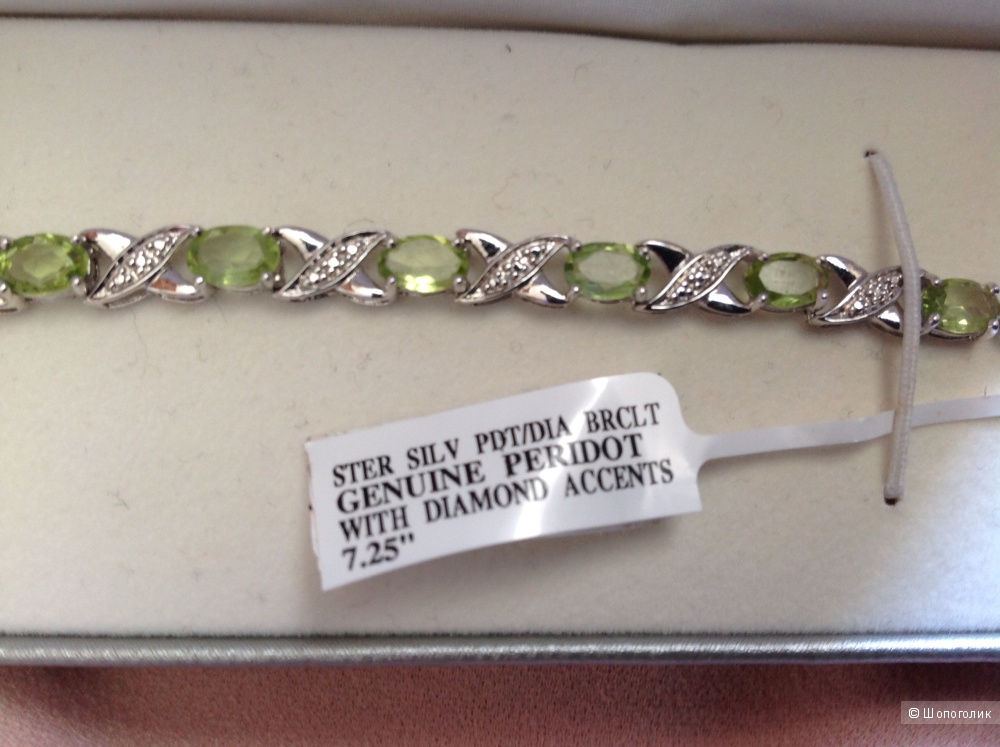 STER SILV PDT/DIA BRCLT
GENUINE PERIDOT
WITH DIAMOND ACCENTS
7.25"
© Шопоголик